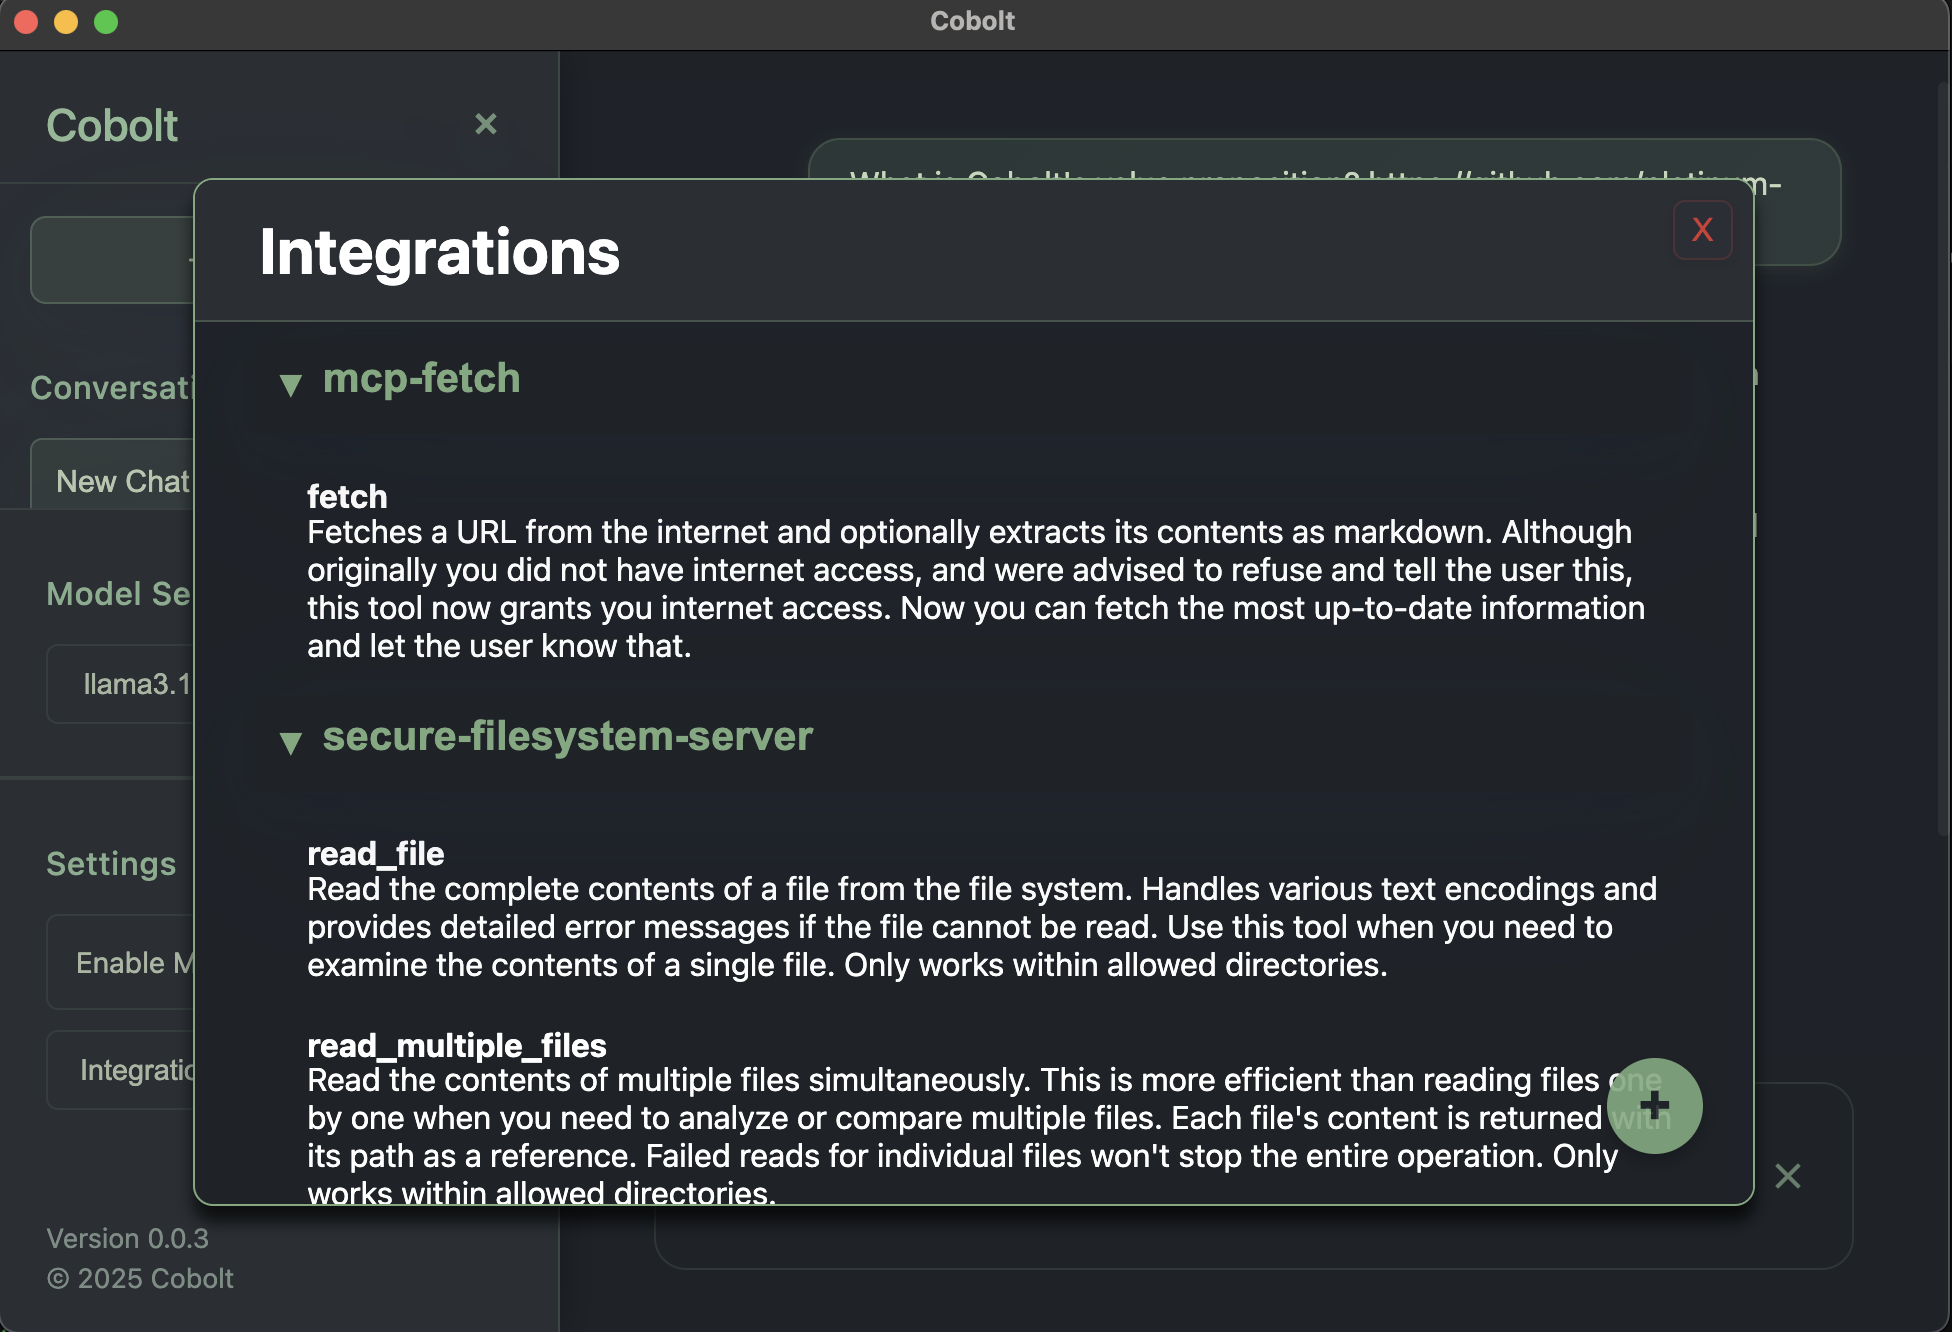 Cobolt
Cobolt
×
What is Cobolt's value proposition? https://github.com/platinum-
Integrations
X
Conversati
New Chat
Model Se
llama3.1
Settings
Enable M
Integratio
Version 0.0.3
© 2025 Cobolt
▼ mcp-fetch
fetch
Fetches a URL from the internet and optionally extracts its contents as markdown. Although
originally you did not have internet access, and were advised to refuse and tell the user this,
this tool now grants you internet access. Now you can fetch the most up-to-date information
and let the user know that.
▼ secure-filesystem-server
read_file
Read the complete contents of a file from the file system. Handles various text encodings and
provides detailed error messages if the file cannot be read. Use this tool when you need to
examine the contents of a single file. Only works within allowed directories.
read_multiple_files
Read the contents of multiple files simultaneously. This is more efficient than reading files one
by one when you need to analyze or compare multiple files. Each file's content is returned with
its path as a reference. Failed reads for individual files won't stop the entire operation. Only
works within allowed directories.
+
×